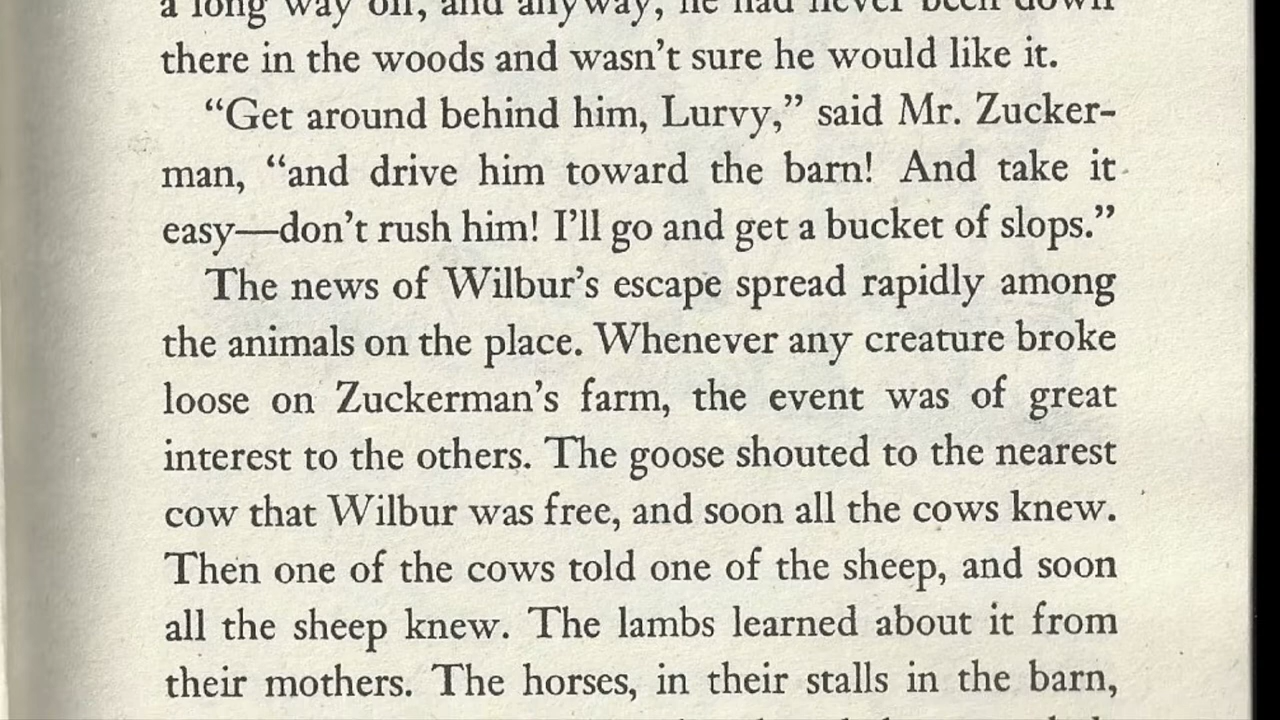 a long way off, and anyway, he had never been down
there in the woods and wasn’t sure he would like it.
“Get around behind him, Lurvy,” said Mr. Zucker-
man, “and drive him toward the barn! And take it
easy—don’t rush him! I’ll go and get a bucket of slops.”
The news of Wilbur’s escape spread rapidly among
the animals on the place. Whenever any creature broke
loose on Zuckerman’s farm, the event was of great
interest to the others. The goose shouted to the nearest
cow that Wilbur was free, and soon all the cows knew.
Then one of the cows told one of the sheep, and soon
all the sheep knew. The lambs learned about it from
their mothers. The horses, in their stalls in the barn,